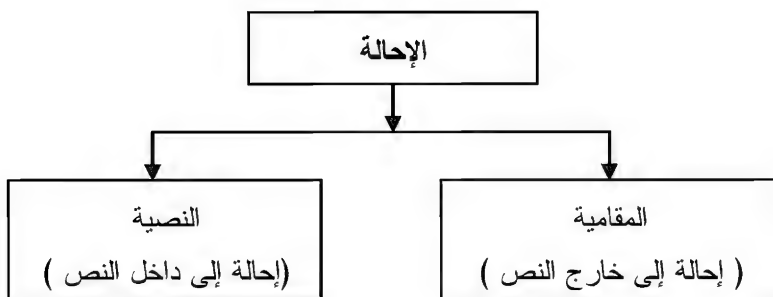 الإحالة
المقامية
( إحالة إلى خارج النص )
النصية
(إحالة إلى داخل النص )